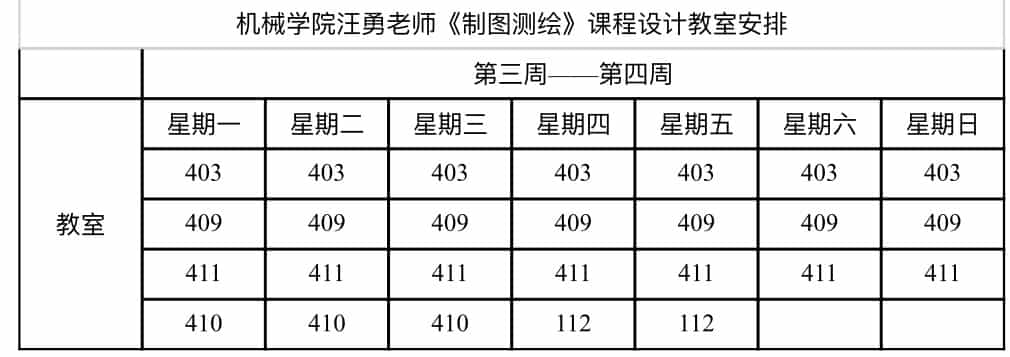 机械学院汪勇老师《制图测绘》课程设计教室安排
第三周——第四周
星期一 星期二 星期三 星期四 星期五 星期六 星期日
403 403 403 403 403 403 403
教室
409 409 409 409 409 409 409
411 411 411 411 411 411 411
410 410 410 112 112